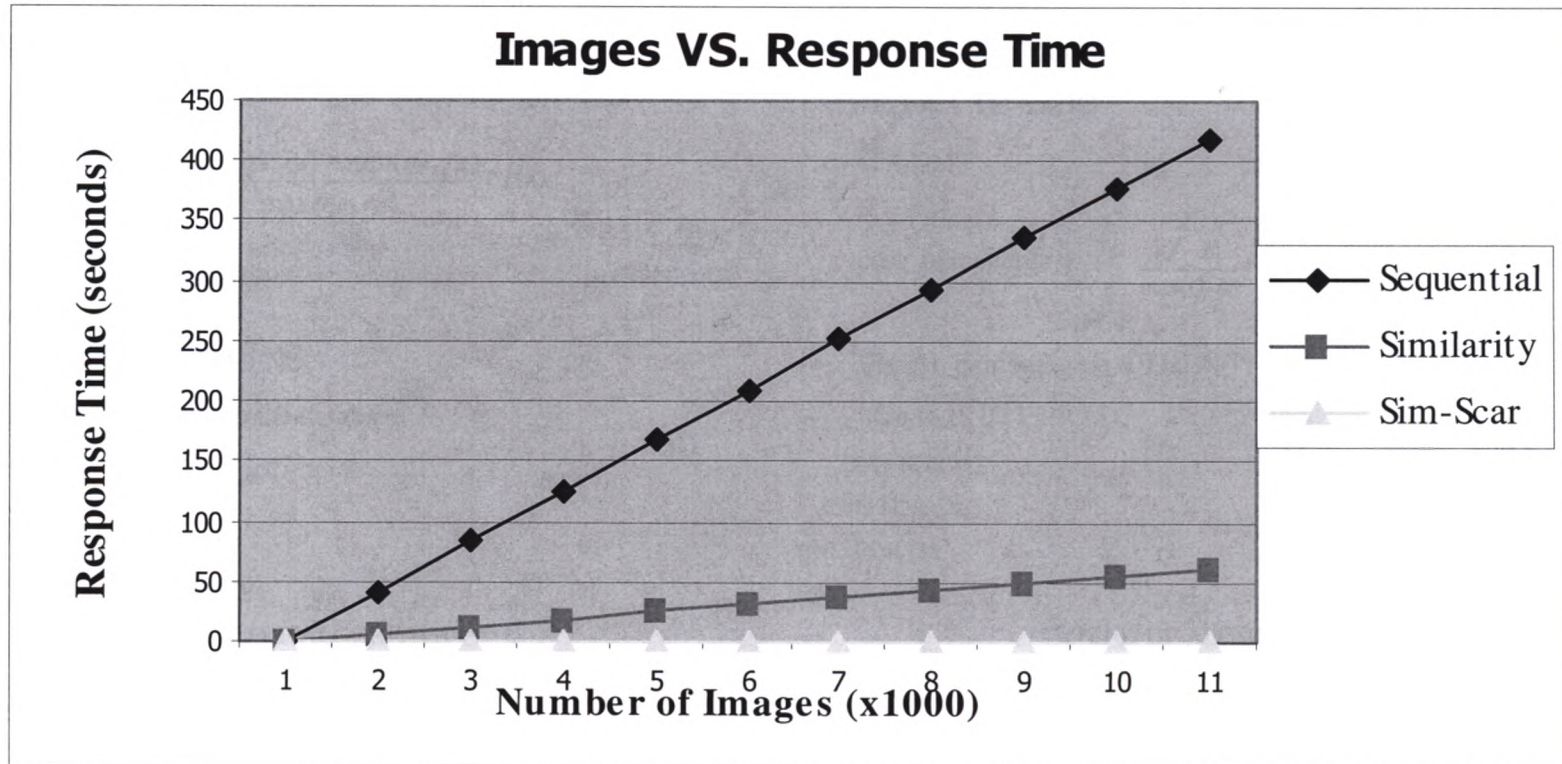 Images VS. Response Time
Response Time (seconds)
450
400
350
300
250
200
150
100
50
0
1 2 3 4 5 6 7 8 9 10 11
Number of Images (x1000)
Sequential
Similarity
Sim-Scar